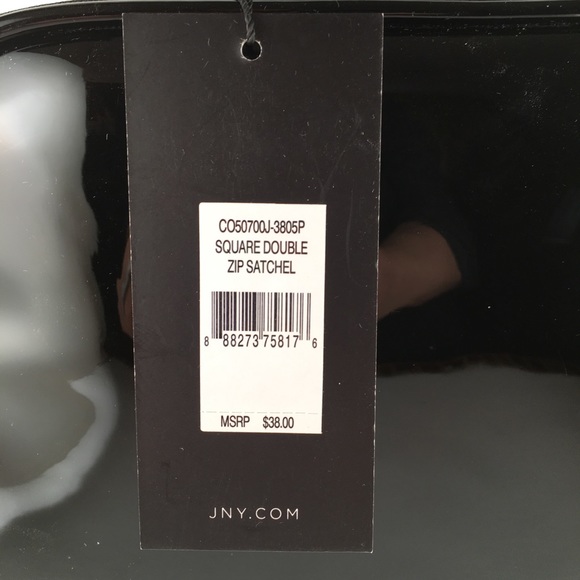 CO50700J-3805P
SQUARE DOUBLE
ZIP SATCHEL
8 88273 75817 6
MSRP $38.00
JNY.COM